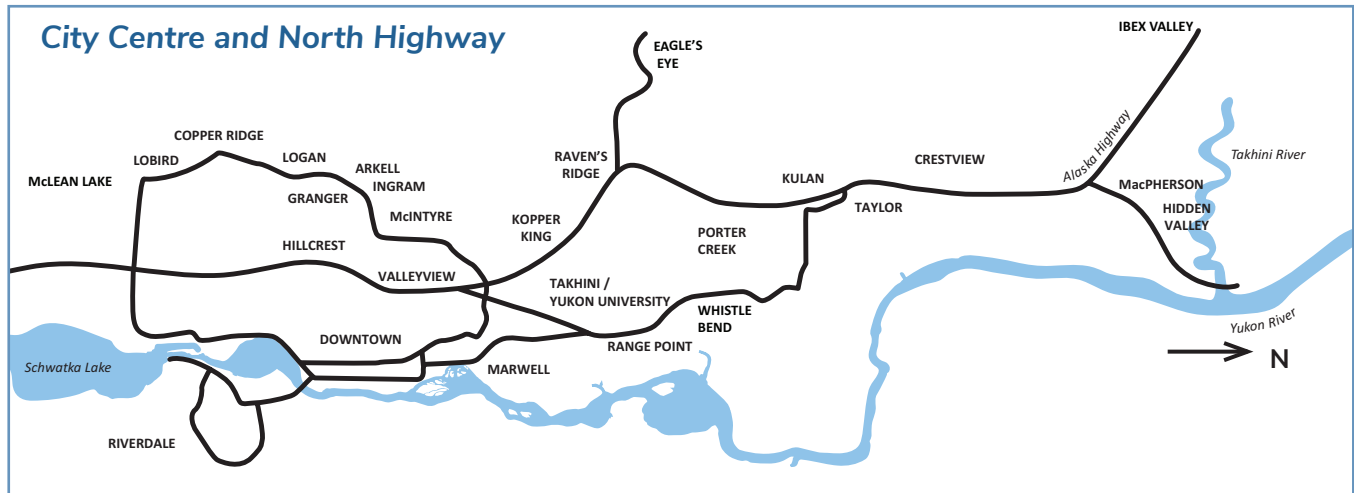 City Centre and North Highway
IBEX VALLEY
EAGLE'S
EYE
COPPER RIDGE
LOBIRD
LOGAN
ARKELL
INGRAM
McLEAN LAKE
GRANGER
McINTYRE
RAVEN'S
RIDGE
KULAN
CRESTVIEW
Alaska Highway
Takhini River
MacPHERSON
HIDDEN
VALLEY
TAYLOR
KOPPER
KING
PORTER
CREEK
HILLCREST
VALLEYVIEW
TAKHINI /
YUKON UNIVERSITY
WHISTLE
BEND
Yukon River
DOWNTOWN
RANGE POINT
N
Schwatka Lake
MARWELL
RIVERDALE